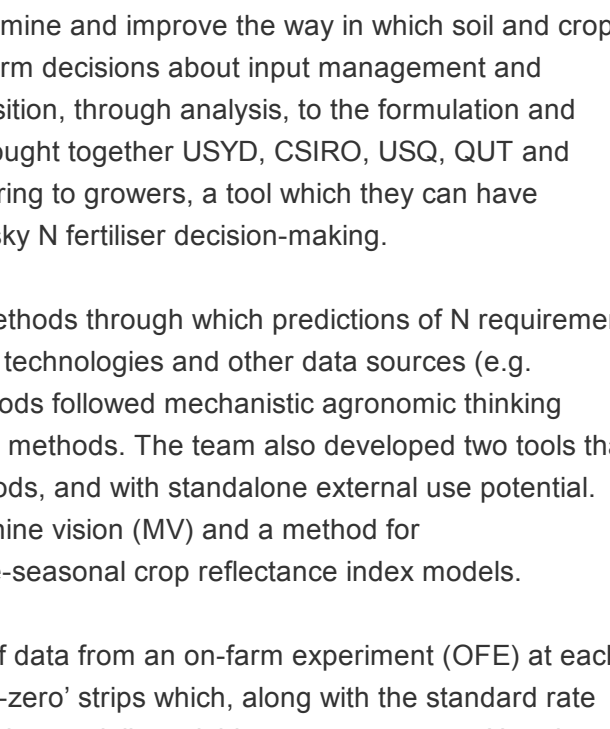 mine and improve the way in which soil and crop
rm decisions about input management and
sition, through analysis, to the formulation and
ought together USYD, CSIRO, USQ, QUT and
ring to growers, a tool which they can have
sky N fertiliser decision-making.
ethods through which predictions of N requireme
technologies and other data sources (e.g.
ods followed mechanistic agronomic thinking
methods. The team also developed two tools tha
ods, and with standalone external use potential.
ine vision (MV) and a method for
-seasonal crop reflectance index models.
f data from an on-farm experiment (OFE) at each
-zero’ strips which, along with the standard rate